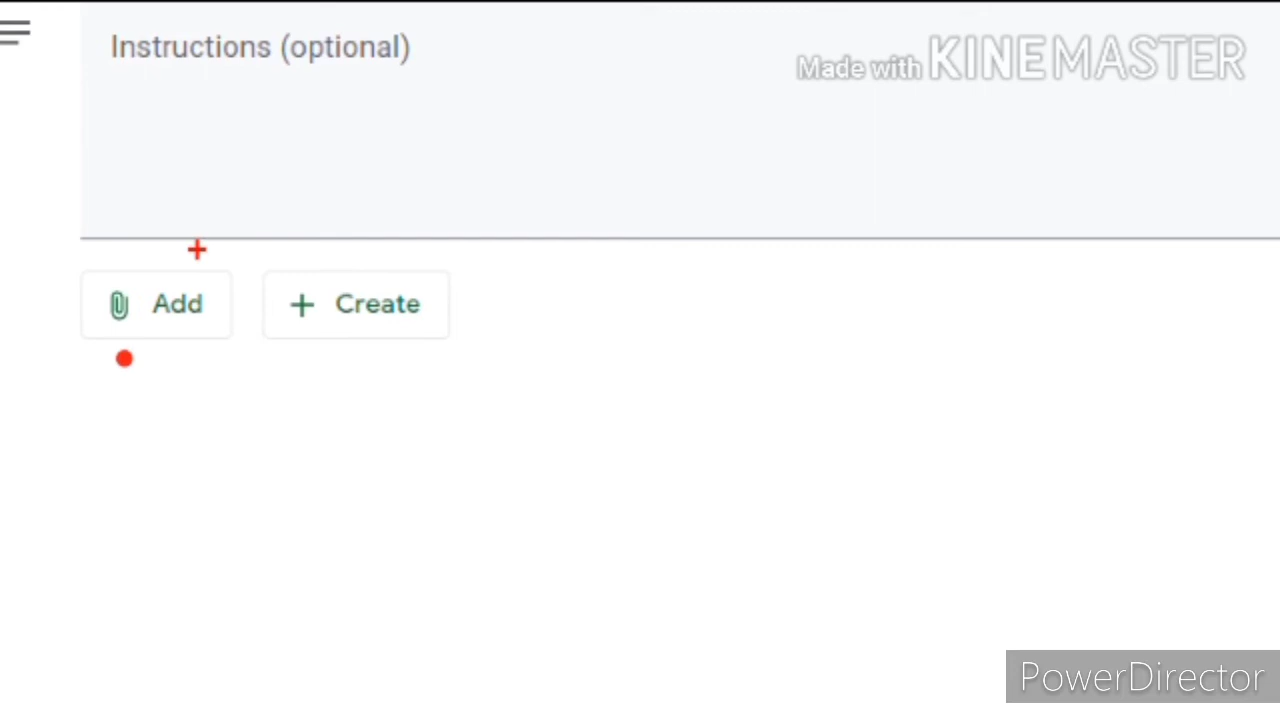 Instructions (optional)
Made with KINEMASTER
Add
Create
PowerDirector